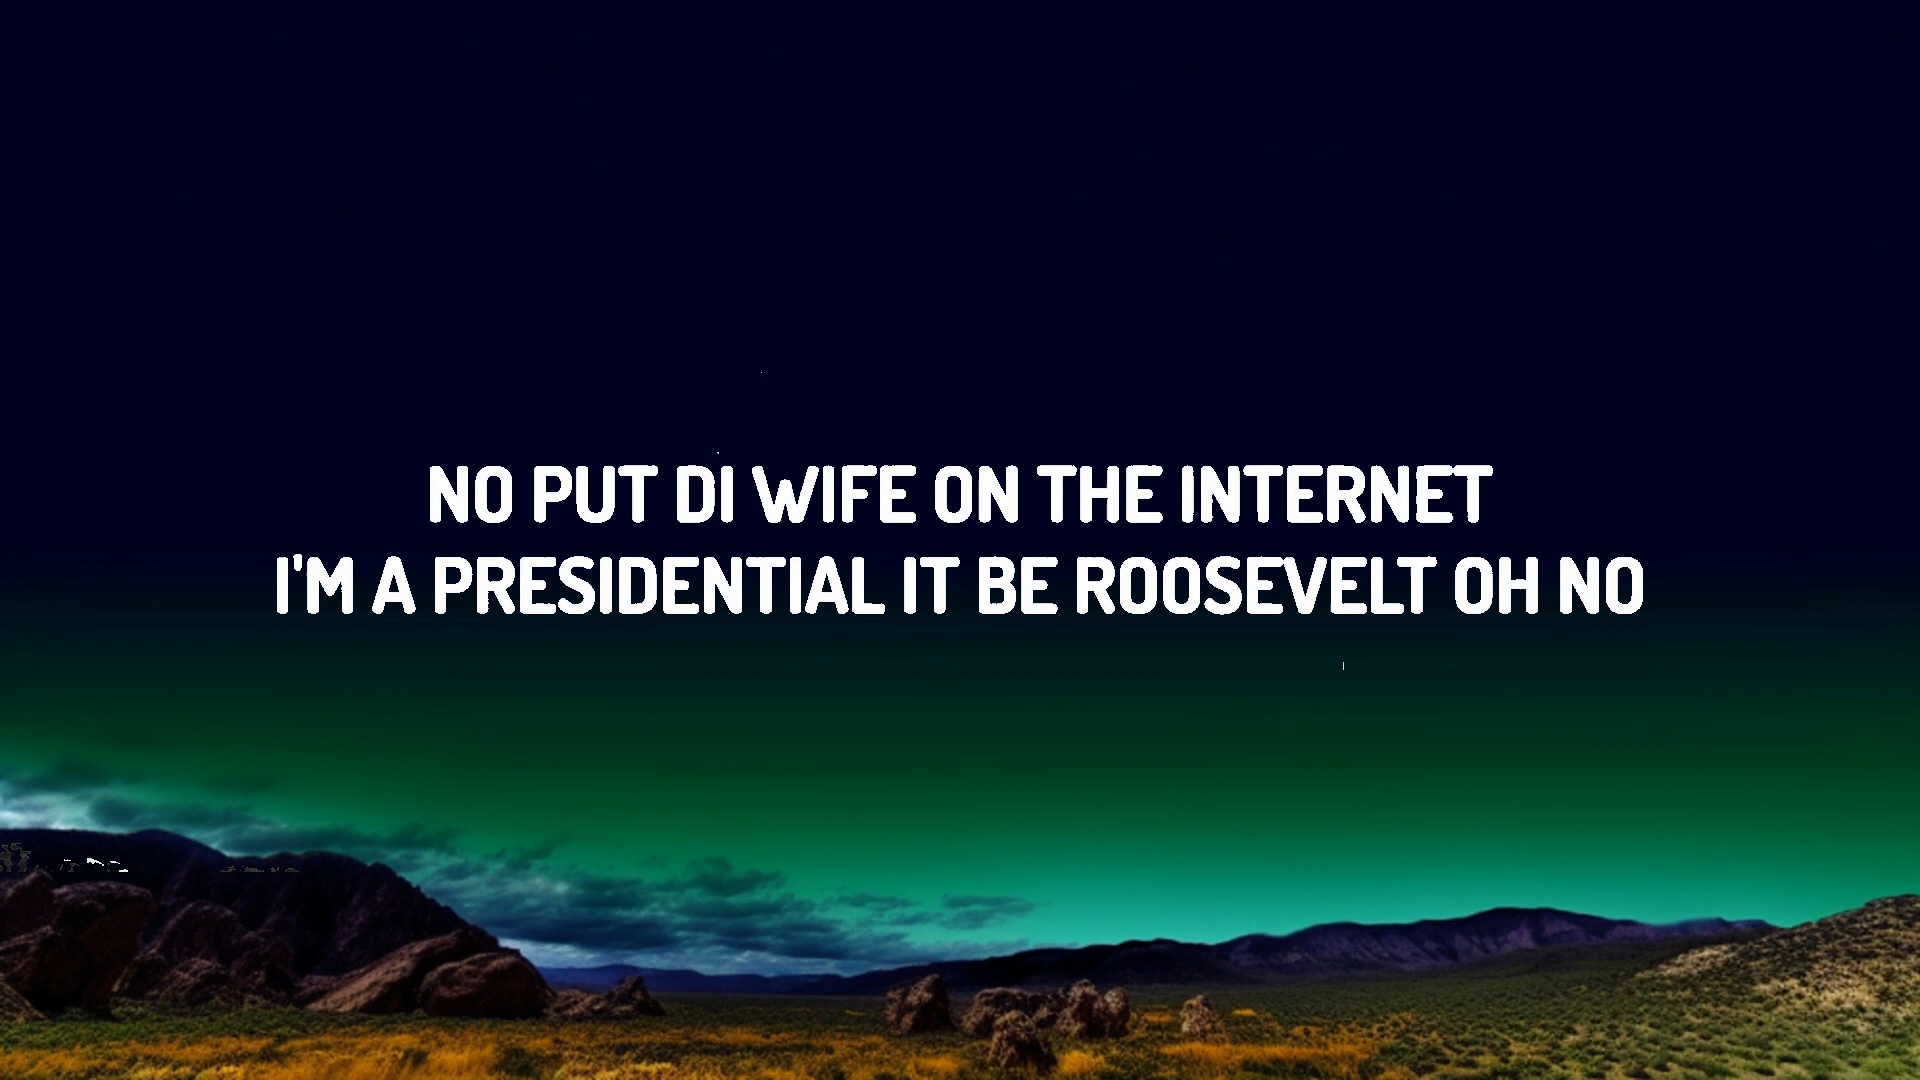 NO PUT DI WIFE ON THE INTERNET
I'M A PRESIDENTIAL IT BE ROOSEVELT OH NO